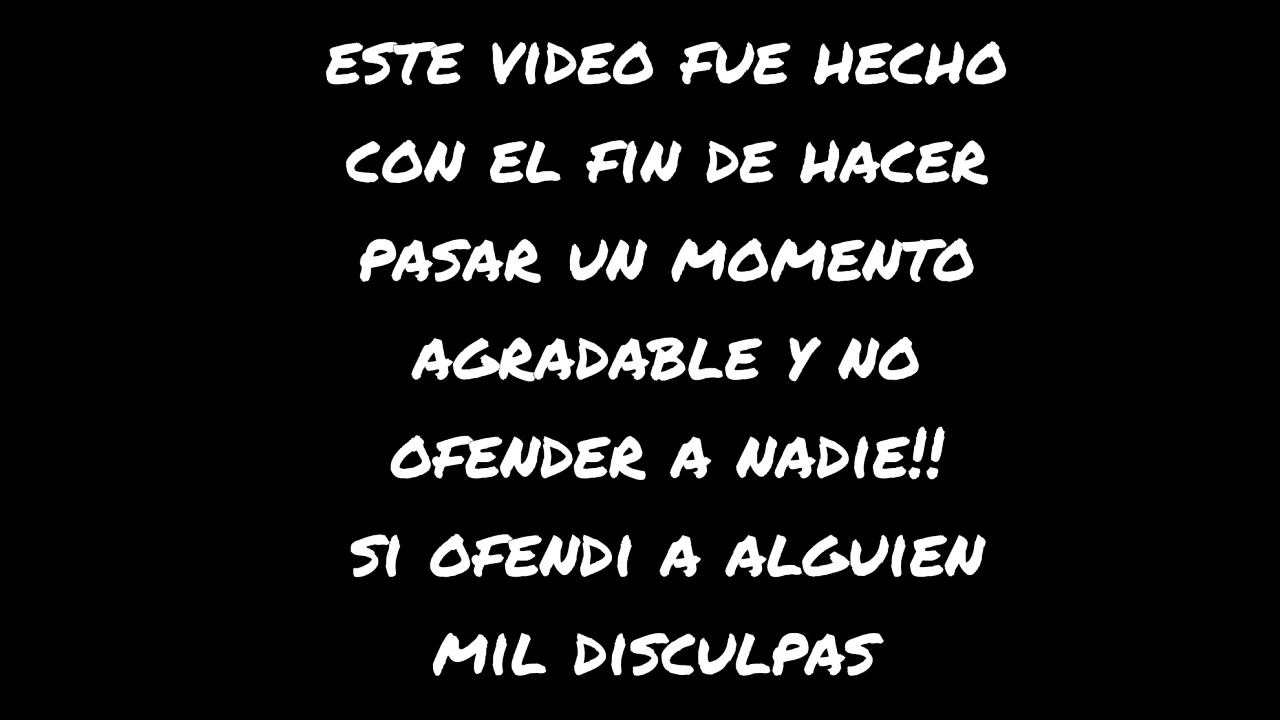 ESTE VIDEO FUE HECHO
CON EL FIN DE HACER
PASAR UN MOMENTO
AGRADABLE Y NO
OFENDER A NADIE!!
SI OFENDI A ALGUIEN
MIL DISCULPAS